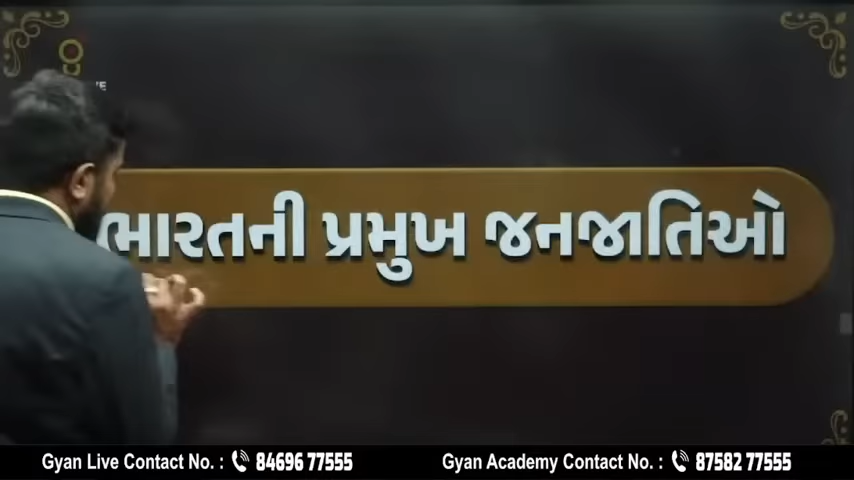 ભારતની પ્રમુખ જનજાતિઓ
Gyan Live Contact No. : 84696 77555
Gyan Academy Contact No. : 87582 77555